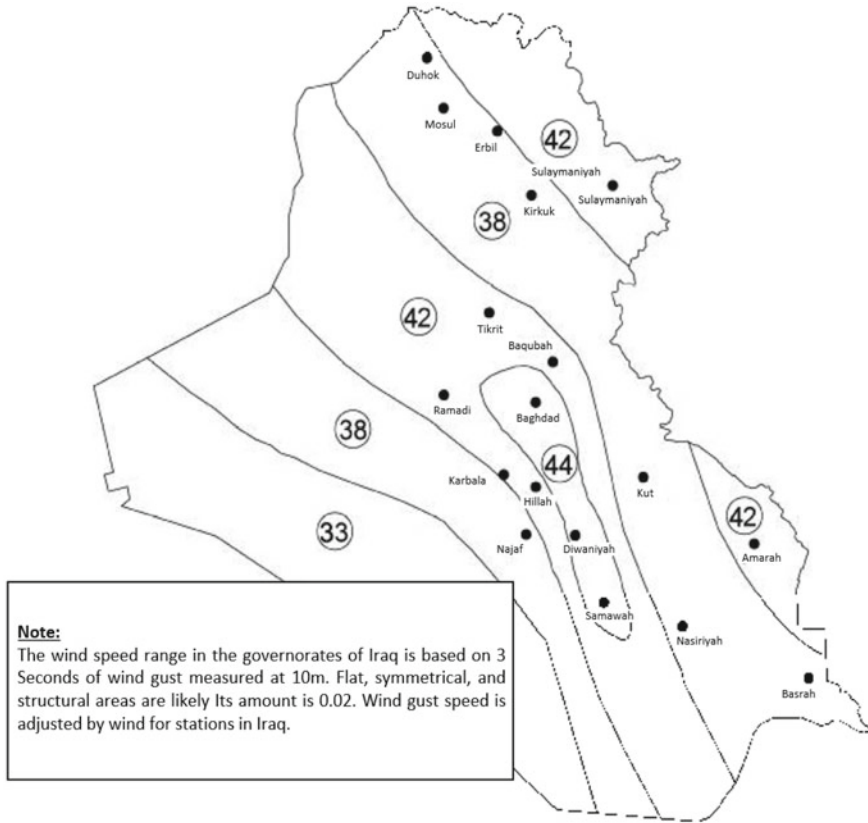 Duhok
Mosul
Erbil
42
Sulaymaniyah
Sulaymaniyah
Kirkuk
38
42
Tikrit
Baqubah
Ramadi
Baghdad
38
44
Karbala
Hillah
Kut
33
42
Najaf
Diwaniyah
Amarah
Samawah
Nasiriyah
Basrah
Note:
The wind speed range in the governorates of Iraq is based on 3
Seconds of wind gust measured at 10m. Flat, symmetrical, and
structural areas are likely Its amount is 0.02. Wind gust speed is
adjusted by wind for stations in Iraq.